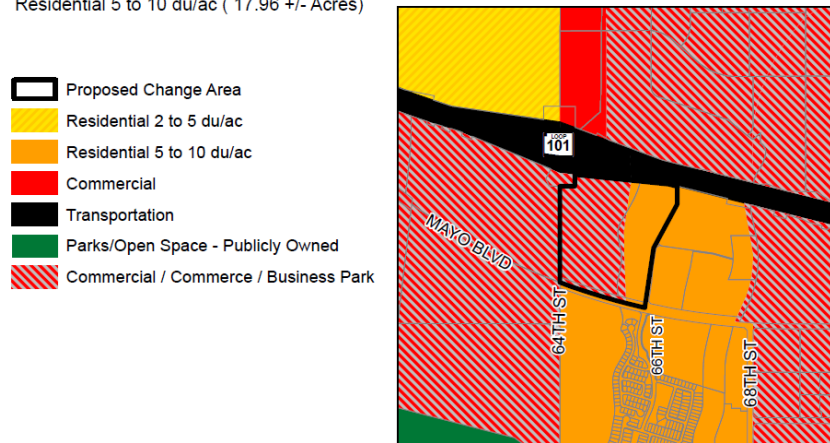 Residential 5 to 10 du/ac ( 17.96 +/- Acres)
Proposed Change Area
Residential 2 to 5 du/ac
Residential 5 to 10 du/ac
Commercial
Transportation
Parks/Open Space - Publicly Owned
Commercial / Commerce / Business Park
LOOP
101
MAYO BLVD
64TH ST
66TH ST
68TH ST